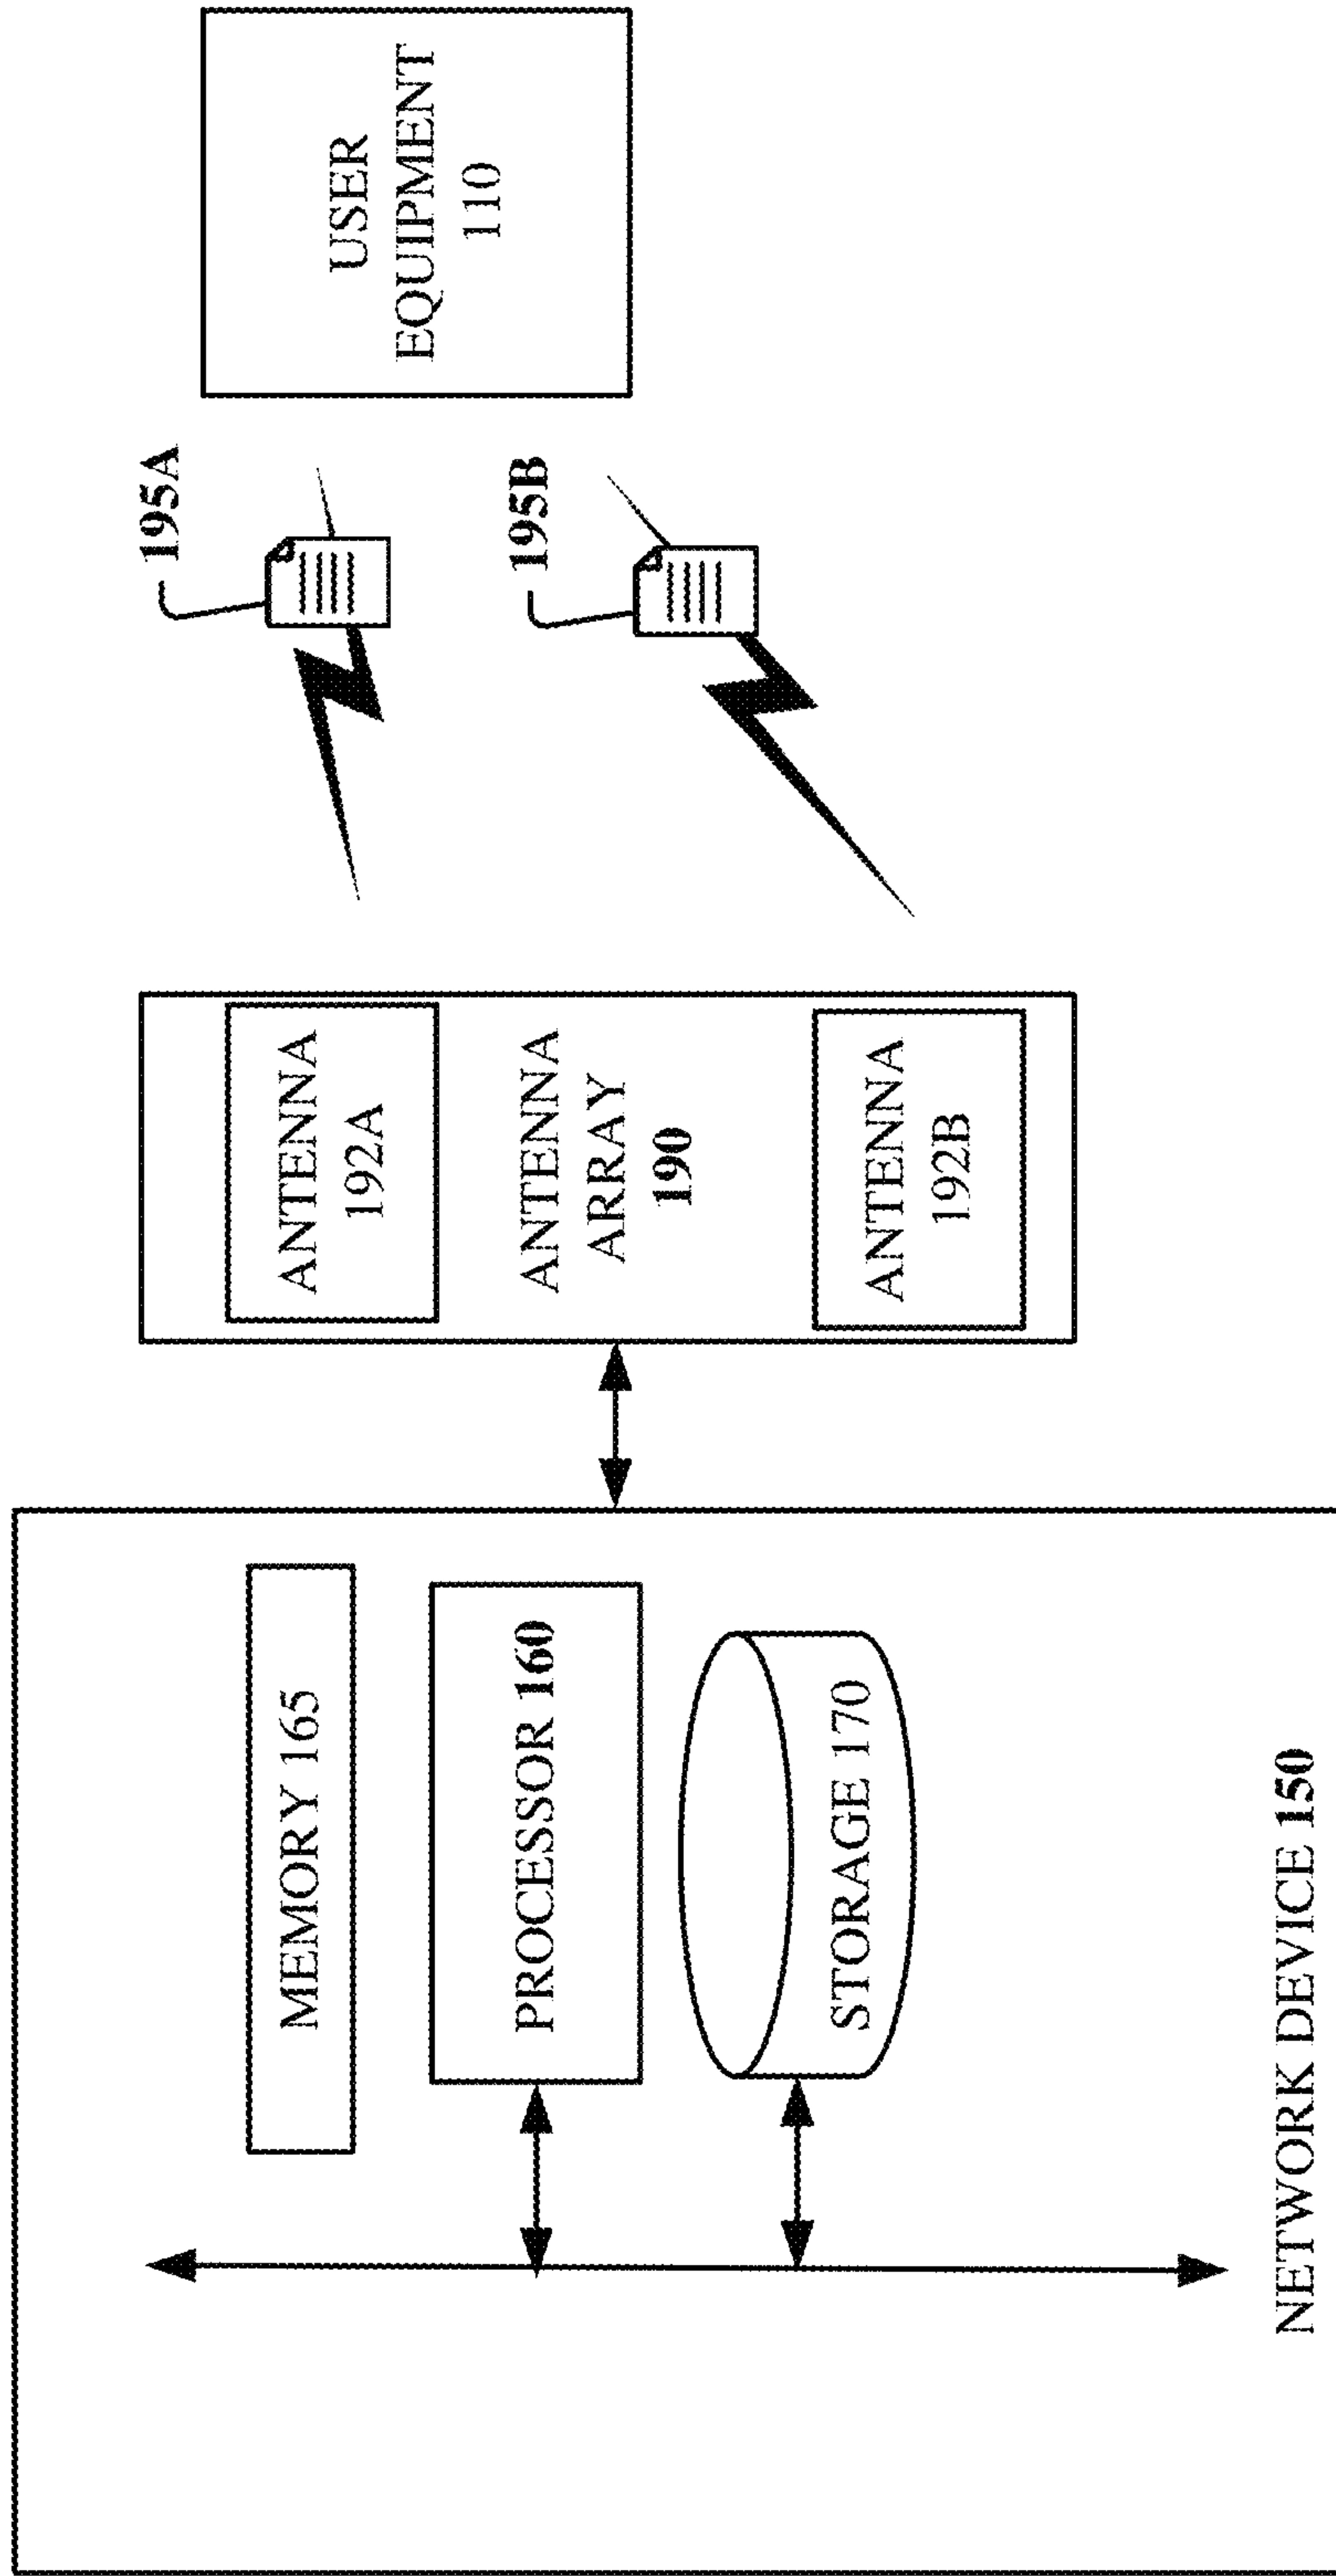 MEMORY 165
PROCESSOR 160
STORAGE 170
NETWORK DEVICE 150
ANTENNA
192A
ANTENNA
ARRAY
190
ANTENNA
192B
195A
195B
USER
EQUIPMENT
110